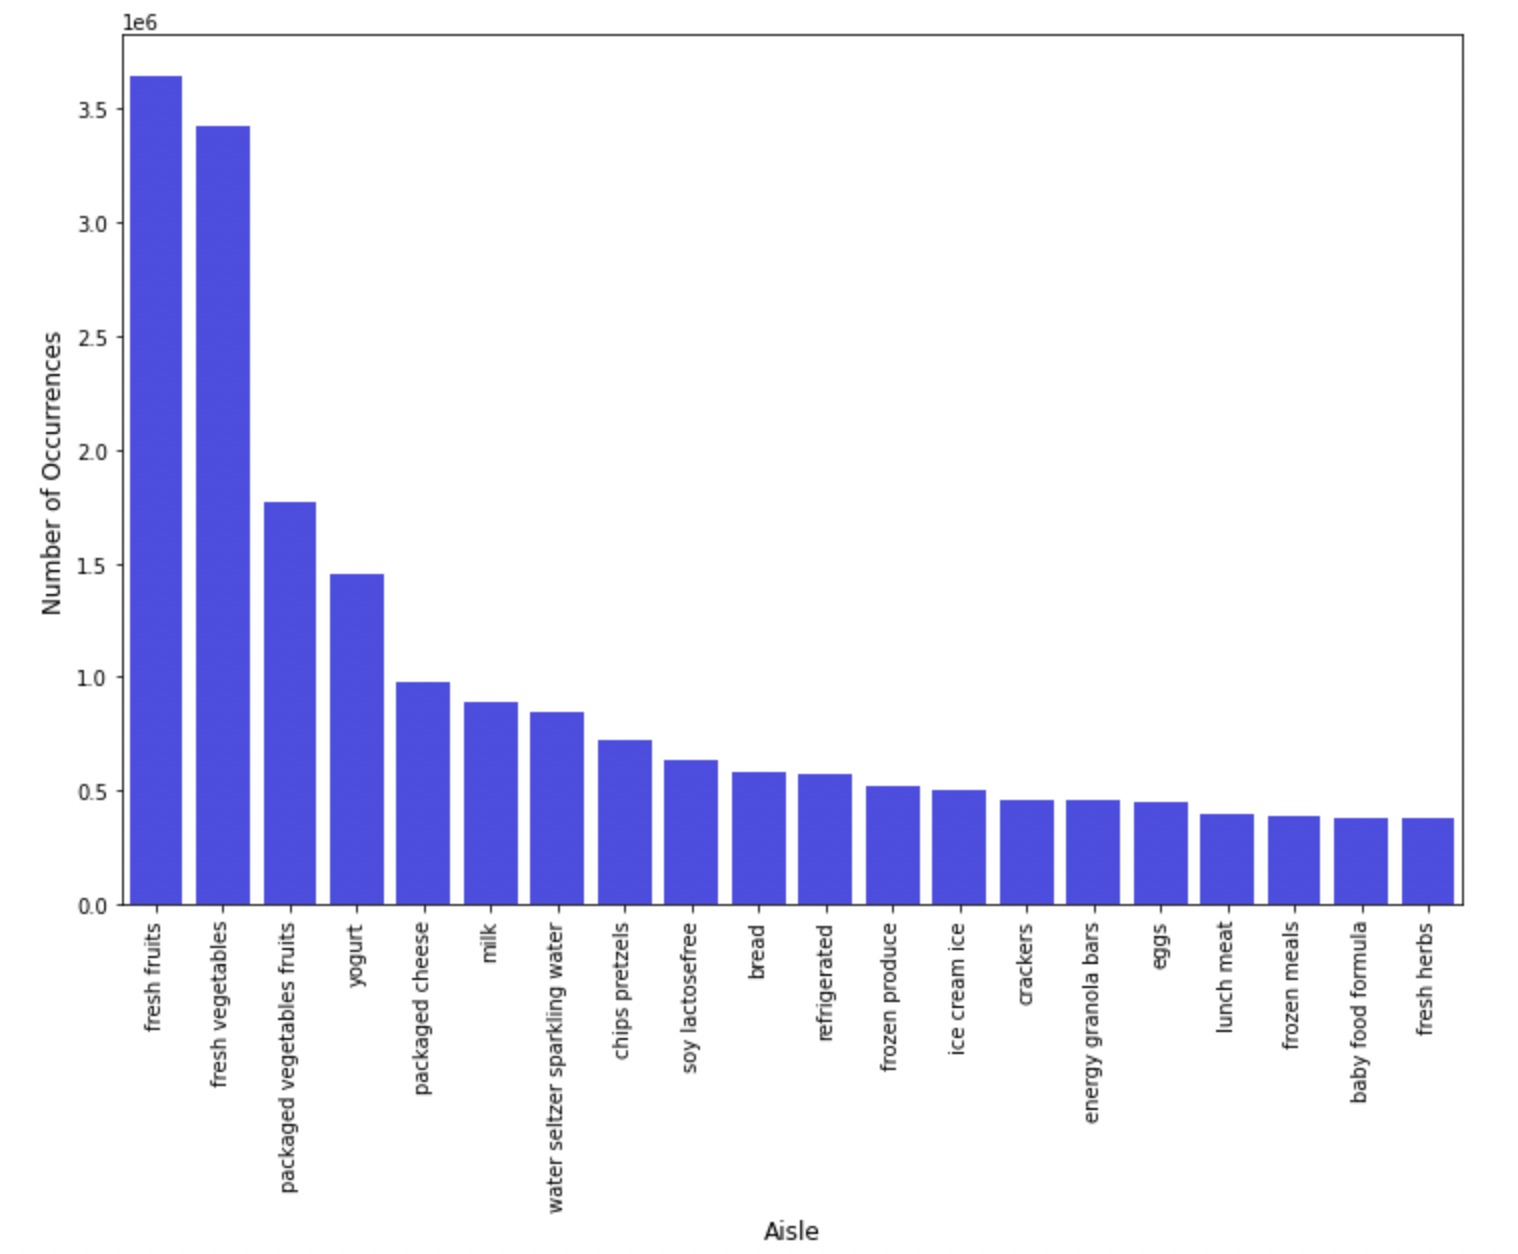 1e6
3.5
3.0
2.5
2.0
1.5
1.0
0.5
0.0
Number of Occurrences
fresh fruits
fresh vegetables
packaged vegetables fruits
yogurt
packaged cheese
milk
water seltzer sparkling water
chips pretzels
soy lactosefree
bread
refrigerated
frozen produce
ice cream ice
crackers
energy granola bars
eggs
lunch meat
frozen meals
baby food formula
fresh herbs
Aisle